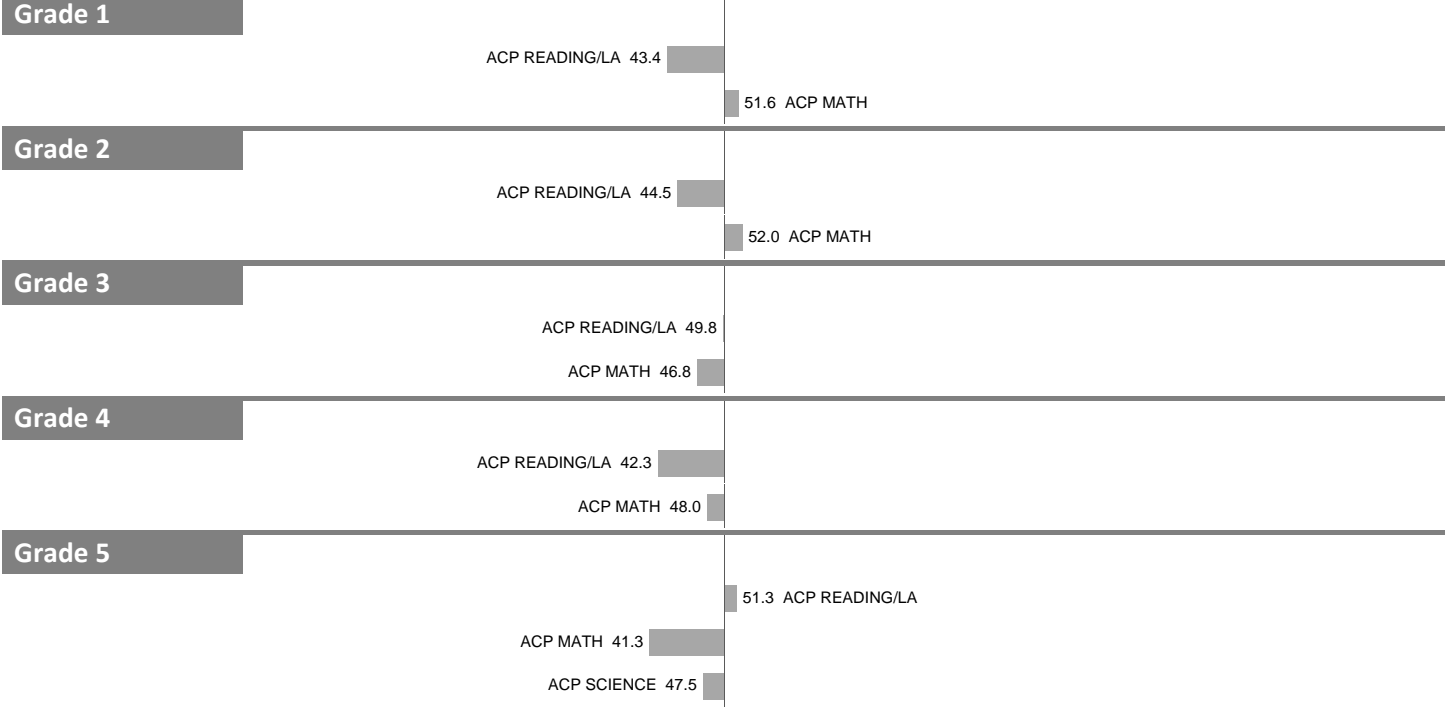 Grade 1
ACP READING/LA 43.4
51.6 ACP MATH
Grade 2
ACP READING/LA 44.5
52.0 ACP MATH
Grade 3
ACP READING/LA 49.8
ACP MATH 46.8
Grade 4
ACP READING/LA 42.3
ACP MATH 48.0
Grade 5
51.3 ACP READING/LA
ACP MATH 41.3
ACP SCIENCE 47.5